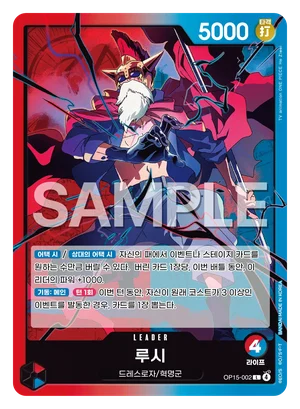 5000
타격
打
SAMPLE
어택 시 / 상대의 어택 시 자신의 패에서 이벤트나 스테이지 카드를
원하는 수만큼 버릴 수 있다. 버린 카드 1장당, 이번 배틀 동안, 이
리더의 파워 +1000.
기동: 메인 턴 1회 이번 턴 동안, 자신이 원래 코스트가 3 이상인
이벤트를 발동한 경우, 카드를 1장 뽑는다.
LEADER
루시
드레스로자/혁명군
4
라이프
OP15-002 L